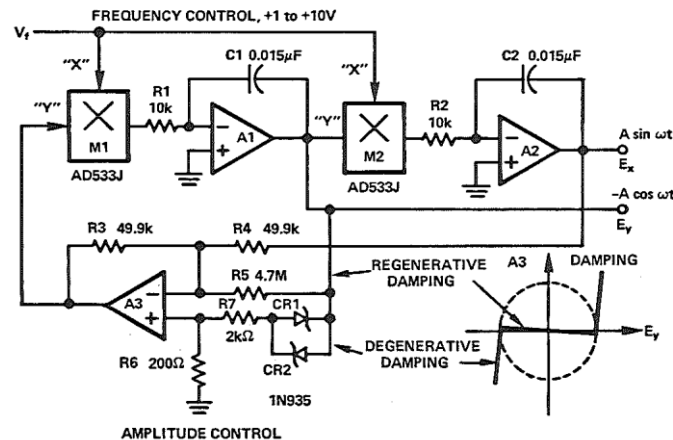 FREQUENCY CONTROL, +1 to +10V
Vf
C1 0.015μF
C2 0.015μF
"X"
"X"
"Y"
R1
10k
"Y"
R2
10k
M1
A1
M2
A2
AD533J
AD533J
A sin ωt
Ex
−A cos ωt
Ey
R3 49.9k
R4 49.9k
R5 4.7M
REGENERATIVE
DAMPING
A3
DAMPING
A3
R7
2kΩ
CR1
Ey
R6 200Ω
CR2
DEGENERATIVE
DAMPING
1N935
AMPLITUDE CONTROL
−
+
−
+
−
+